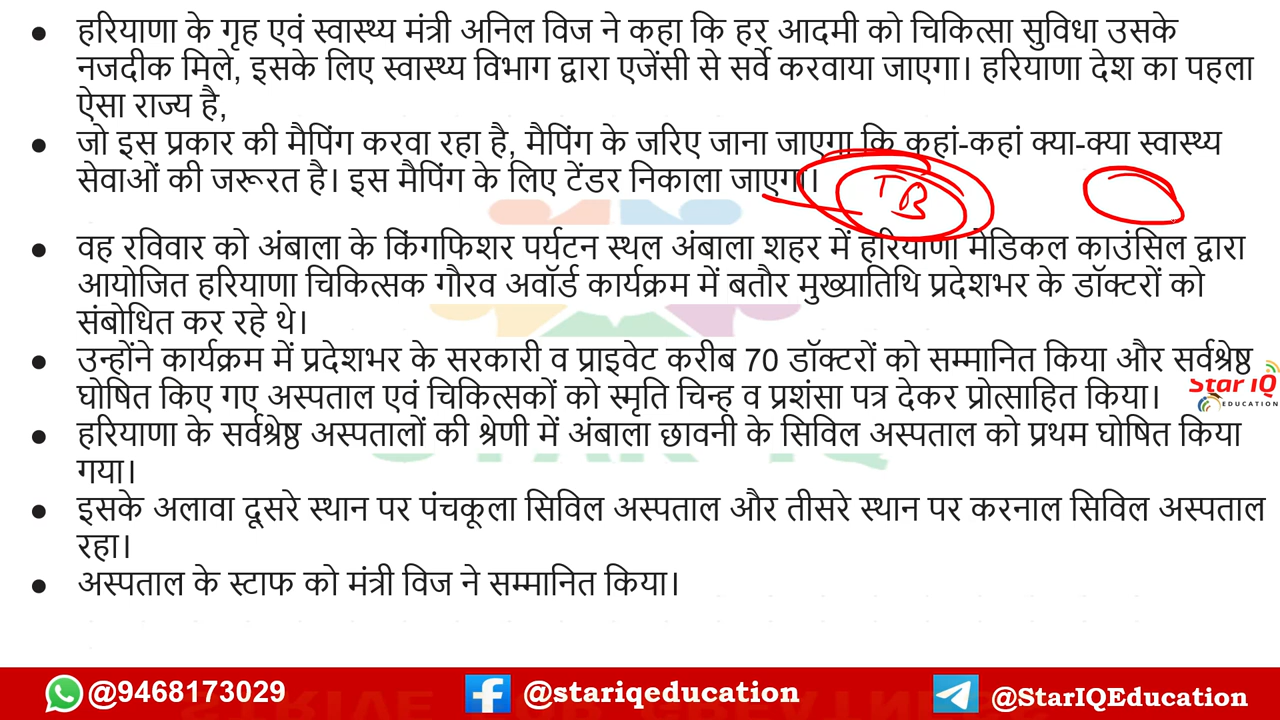 ● हरियाणा के गृह एवं स्वास्थ्य मंत्री अनिल विज ने कहा कि हर आदमी को चिकित्सा सुविधा उसके
नजदीक मिले, इसके लिए स्वास्थ्य विभाग द्वारा एजेंसी से सर्वे करवाया जाएगा। हरियाणा देश का पहला
ऐसा राज्य है,
● जो इस प्रकार की मैपिंग करवा रहा है, मैपिंग के जरिए जाना जाएगा कि कहां-कहां क्या-क्या स्वास्थ्य
सेवाओं की जरूरत है। इस मैपिंग के लिए टेंडर निकाला जाएगा।
TB
● वह रविवार को अंबाला के किंगफिशर पर्यटन स्थल अंबाला शहर में हरियाणा मेडिकल काउंसिल द्वारा
आयोजित हरियाणा चिकित्सक गौरव अवॉर्ड कार्यक्रम में बतौर मुख्यातिथि प्रदेशभर के डॉक्टरों को
संबोधित कर रहे थे।
● उन्होंने कार्यक्रम में प्रदेशभर के सरकारी व प्राइवेट करीब 70 डॉक्टरों को सम्मानित किया और सर्वश्रेष्ठ
घोषित किए गए अस्पताल एवं चिकित्सकों को स्मृति चिन्ह व प्रशंसा पत्र देकर प्रोत्साहित किया।
Star IQ
EDUCATION
● हरियाणा के सर्वश्रेष्ठ अस्पतालों की श्रेणी में अंबाला छावनी के सिविल अस्पताल को प्रथम घोषित किया
गया।
● इसके अलावा दूसरे स्थान पर पंचकूला सिविल अस्पताल और तीसरे स्थान पर करनाल सिविल अस्पताल
रहा।
● अस्पताल के स्टाफ को मंत्री विज ने सम्मानित किया।
@9468173029 @stariqeducation @StarIQEducation